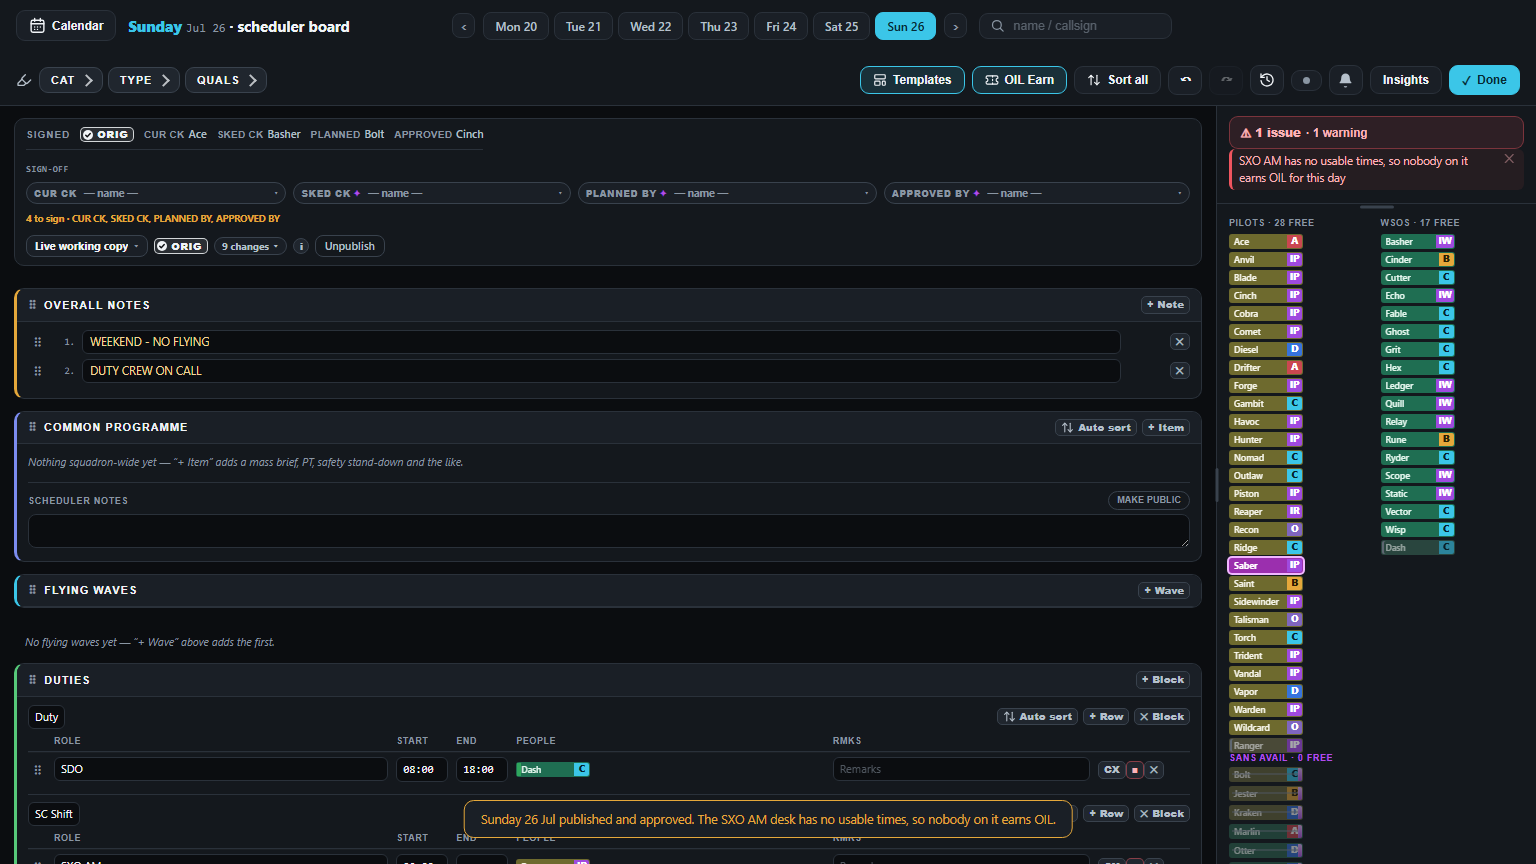 Calendar
Sunday Jul 26 · scheduler board
‹ Mon 20 Tue 21 Wed 22 Thu 23 Fri 24 Sat 25 Sun 26 ›
name / callsign
CAT TYPE QUALS
Templates OIL Earn Sort all Insights ✓ Done
SIGNED ORIG CUR CK Ace SKED CK Basher PLANNED Bolt APPROVED Cinch
SIGN-OFF
CUR CK — name —
SKED CK ✦ — name —
PLANNED BY ✦ — name —
APPROVED BY ✦ — name —
4 to sign · CUR CK, SKED CK, PLANNED BY, APPROVED BY
Live working copy ORIG 9 changes i Unpublish
OVERALL NOTES
+ Note
1. WEEKEND - NO FLYING ✕
2. DUTY CREW ON CALL ✕
COMMON PROGRAMME
Auto sort + Item
Nothing squadron-wide yet — "+ Item" adds a mass brief, PT, safety stand-down and the like.
SCHEDULER NOTES
MAKE PUBLIC
FLYING WAVES
+ Wave
No flying waves yet — "+ Wave" above adds the first.
DUTIES
+ Block
Duty
Auto sort + Row ✕ Block
ROLE START END PEOPLE RMKS
SDO 08:00 18:00 Dash C Remarks CX ✕
SC Shift
+ Row ✕ Block
ROLE START END PEOPLE RMKS
Sunday 26 Jul published and approved. The SXO AM desk has no usable times, so nobody on it earns OIL.
SXO AM
⚠ 1 issue · 1 warning
SXO AM has no usable times, so nobody on it
earns OIL for this day
PILOTS · 28 FREE
Ace A
Anvil IP
Blade IP
Cinch IP
Cobra IP
Comet IP
Diesel D
Drifter A
Forge IP
Gambit C
Havoc IP
Hunter IP
Nomad C
Outlaw C
Piston IP
Reaper IR
Recon O
Ridge C
Saber IP
Saint B
Sidewinder IP
Talisman O
Torch C
Trident IP
Vandal IP
Vapor D
Warden IP
Wildcard O
Ranger IP
WSOS · 17 FREE
Basher IW
Cinder B
Cutter C
Echo IW
Fable C
Ghost C
Grit C
Hex C
Ledger IW
Quill IW
Relay IW
Rune B
Ryder C
Scope IW
Static IW
Vector C
Wisp C
Dash C
SANS AVAIL · 0 FREE
Bolt C
Jester B
Kraken D
Marlin A
Otter D